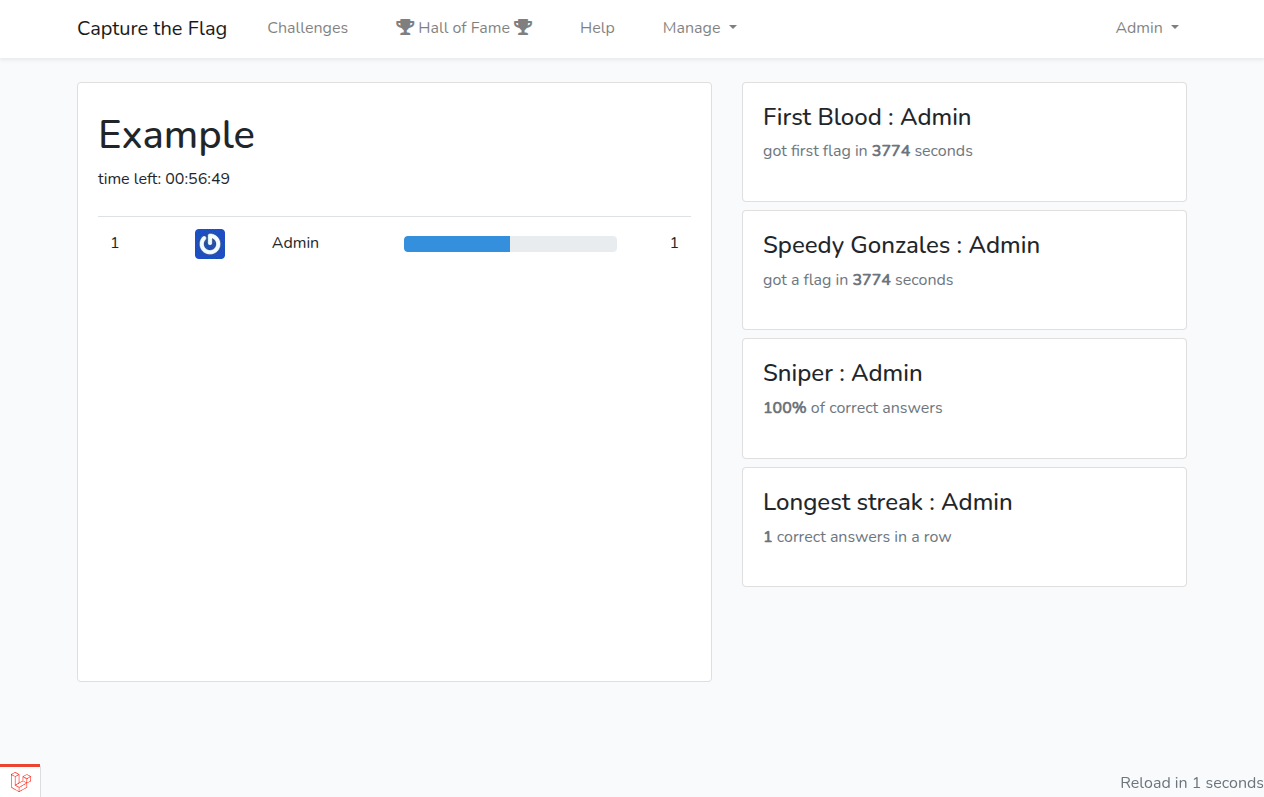 Capture the Flag Challenges Hall of Fame Help Manage Admin
Example
time left: 00:56:49
1 Admin 1
First Blood : Admin
got first flag in 3774 seconds
Speedy Gonzales : Admin
got a flag in 3774 seconds
Sniper : Admin
100% of correct answers
Longest streak : Admin
1 correct answers in a row
Reload in 1 seconds